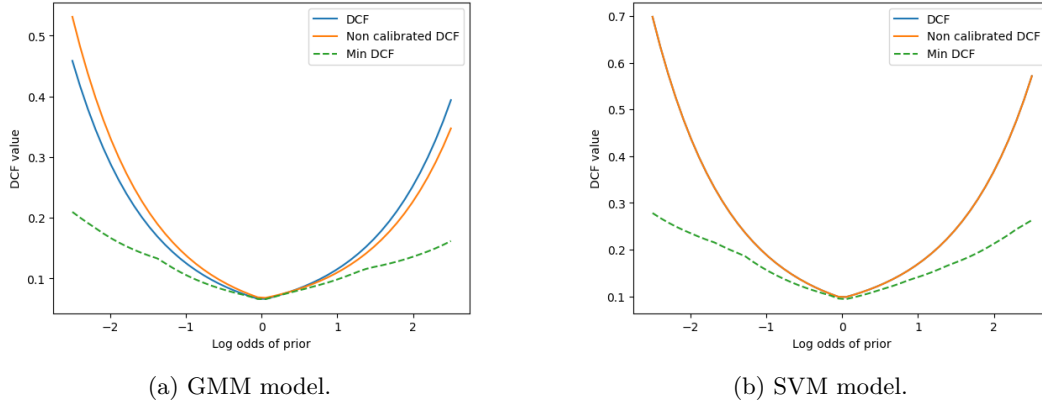 DCF
Non calibrated DCF
Min DCF
0.5
0.4
0.3
0.2
0.1
DCF value
−2 −1 0 1 2
Log odds of prior
(a) GMM model.
DCF
Non calibrated DCF
Min DCF
0.7
0.6
0.5
0.4
0.3
0.2
0.1
DCF value
−2 −1 0 1 2
Log odds of prior
(b) SVM model.